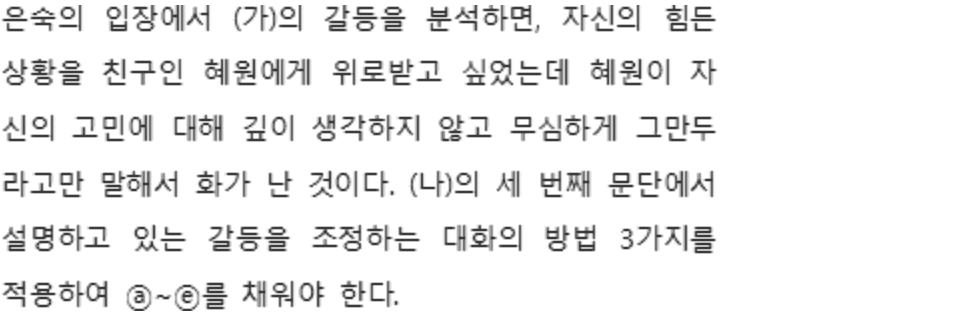 은숙의 입장에서 (가)의 갈등을 분석하면, 자신의 힘든
상황을 친구인 혜원에게 위로받고 싶었는데 혜원이 자
신의 고민에 대해 깊이 생각하지 않고 무심하게 그만두
라고만 말해서 화가 난 것이다. (나)의 세 번째 문단에서
설명하고 있는 갈등을 조정하는 대화의 방법 3가지를
적용하여 ⓐ~ⓔ를 채워야 한다.